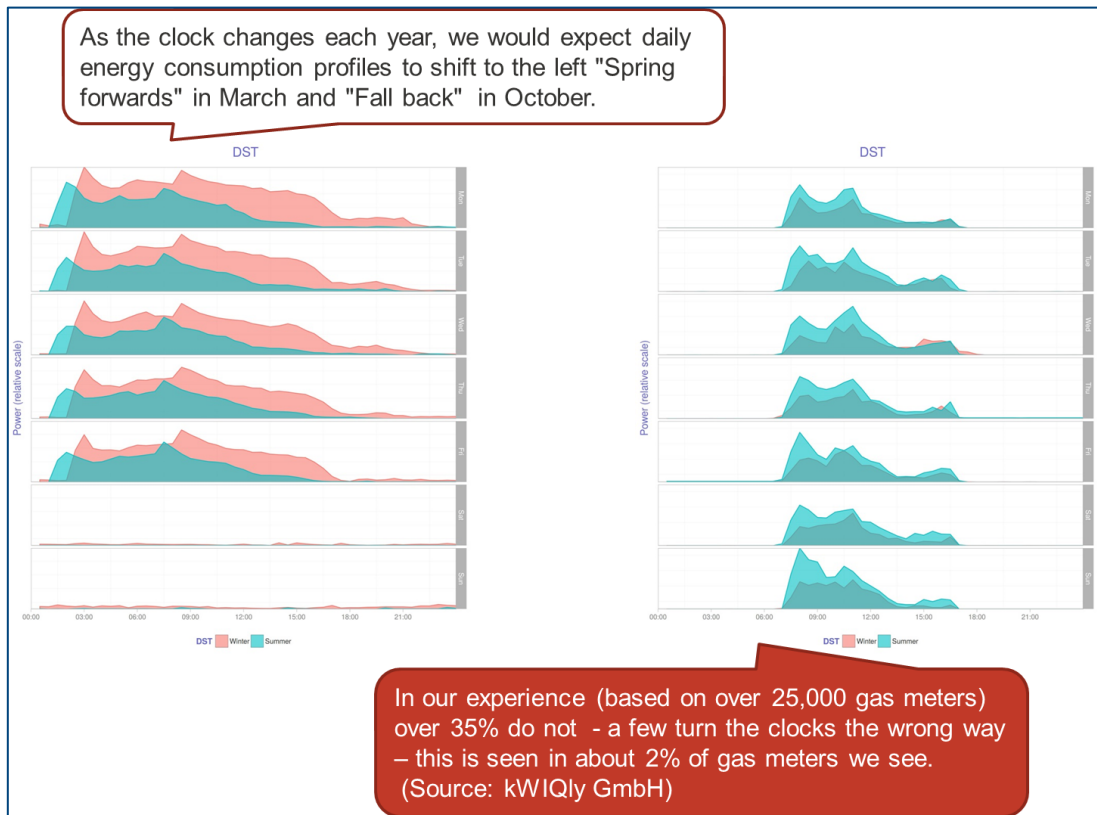 As the clock changes each year, we would expect daily
energy consumption profiles to shift to the left "Spring
forwards" in March and "Fall back" in October.
DST
Power (relative scale)
Mon
Tue
Wed
Thu
Fri
Sat
Sun
00:00 03:00 06:00 09:00 12:00 15:00 18:00 21:00
DST Winter Summer
DST
Power (relative scale)
Mon
Tue
Wed
Thu
Fri
Sat
Sun
00:00 03:00 06:00 09:00 12:00 15:00 18:00 21:00
DST Winter Summer
In our experience (based on over 25,000 gas meters)
over 35% do not - a few turn the clocks the wrong way
– this is seen in about 2% of gas meters we see.
(Source: kWIQly GmbH)